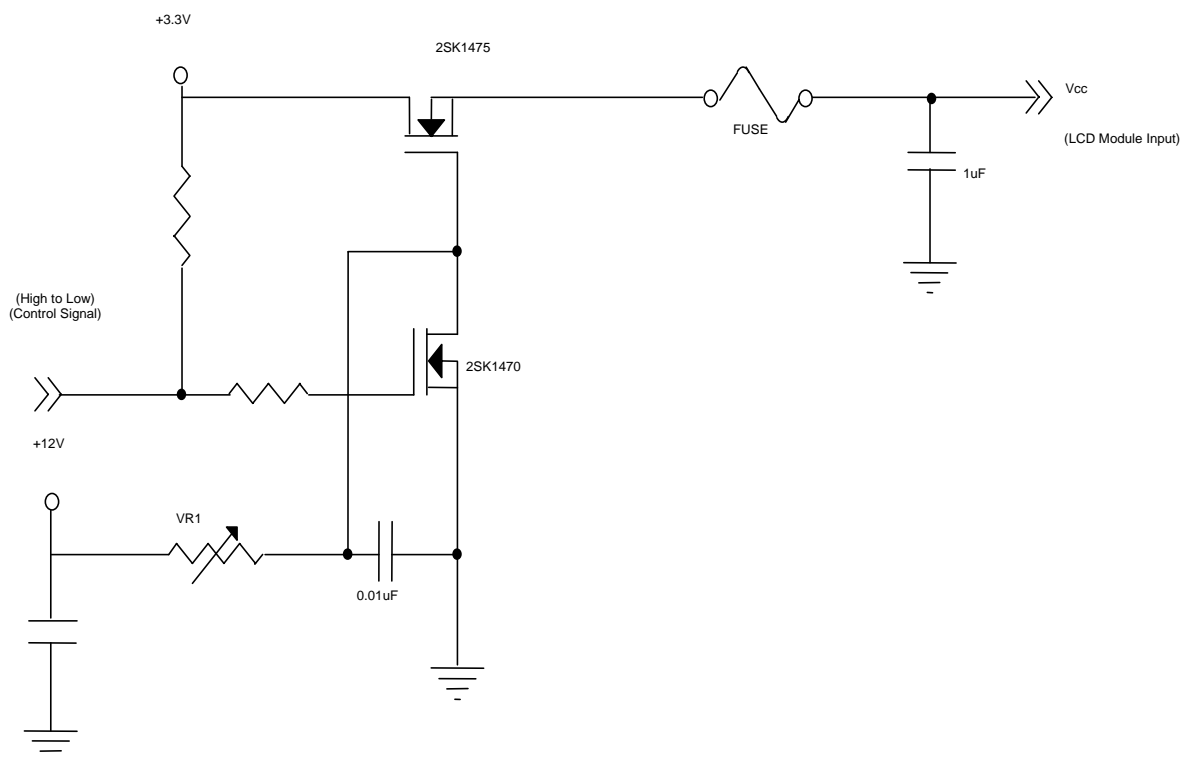 +3.3V
2SK1475
FUSE
Vcc
(LCD Module Input)
1uF
(High to Low)
(Control Signal)
2SK1470
+12V
VR1
0.01uF